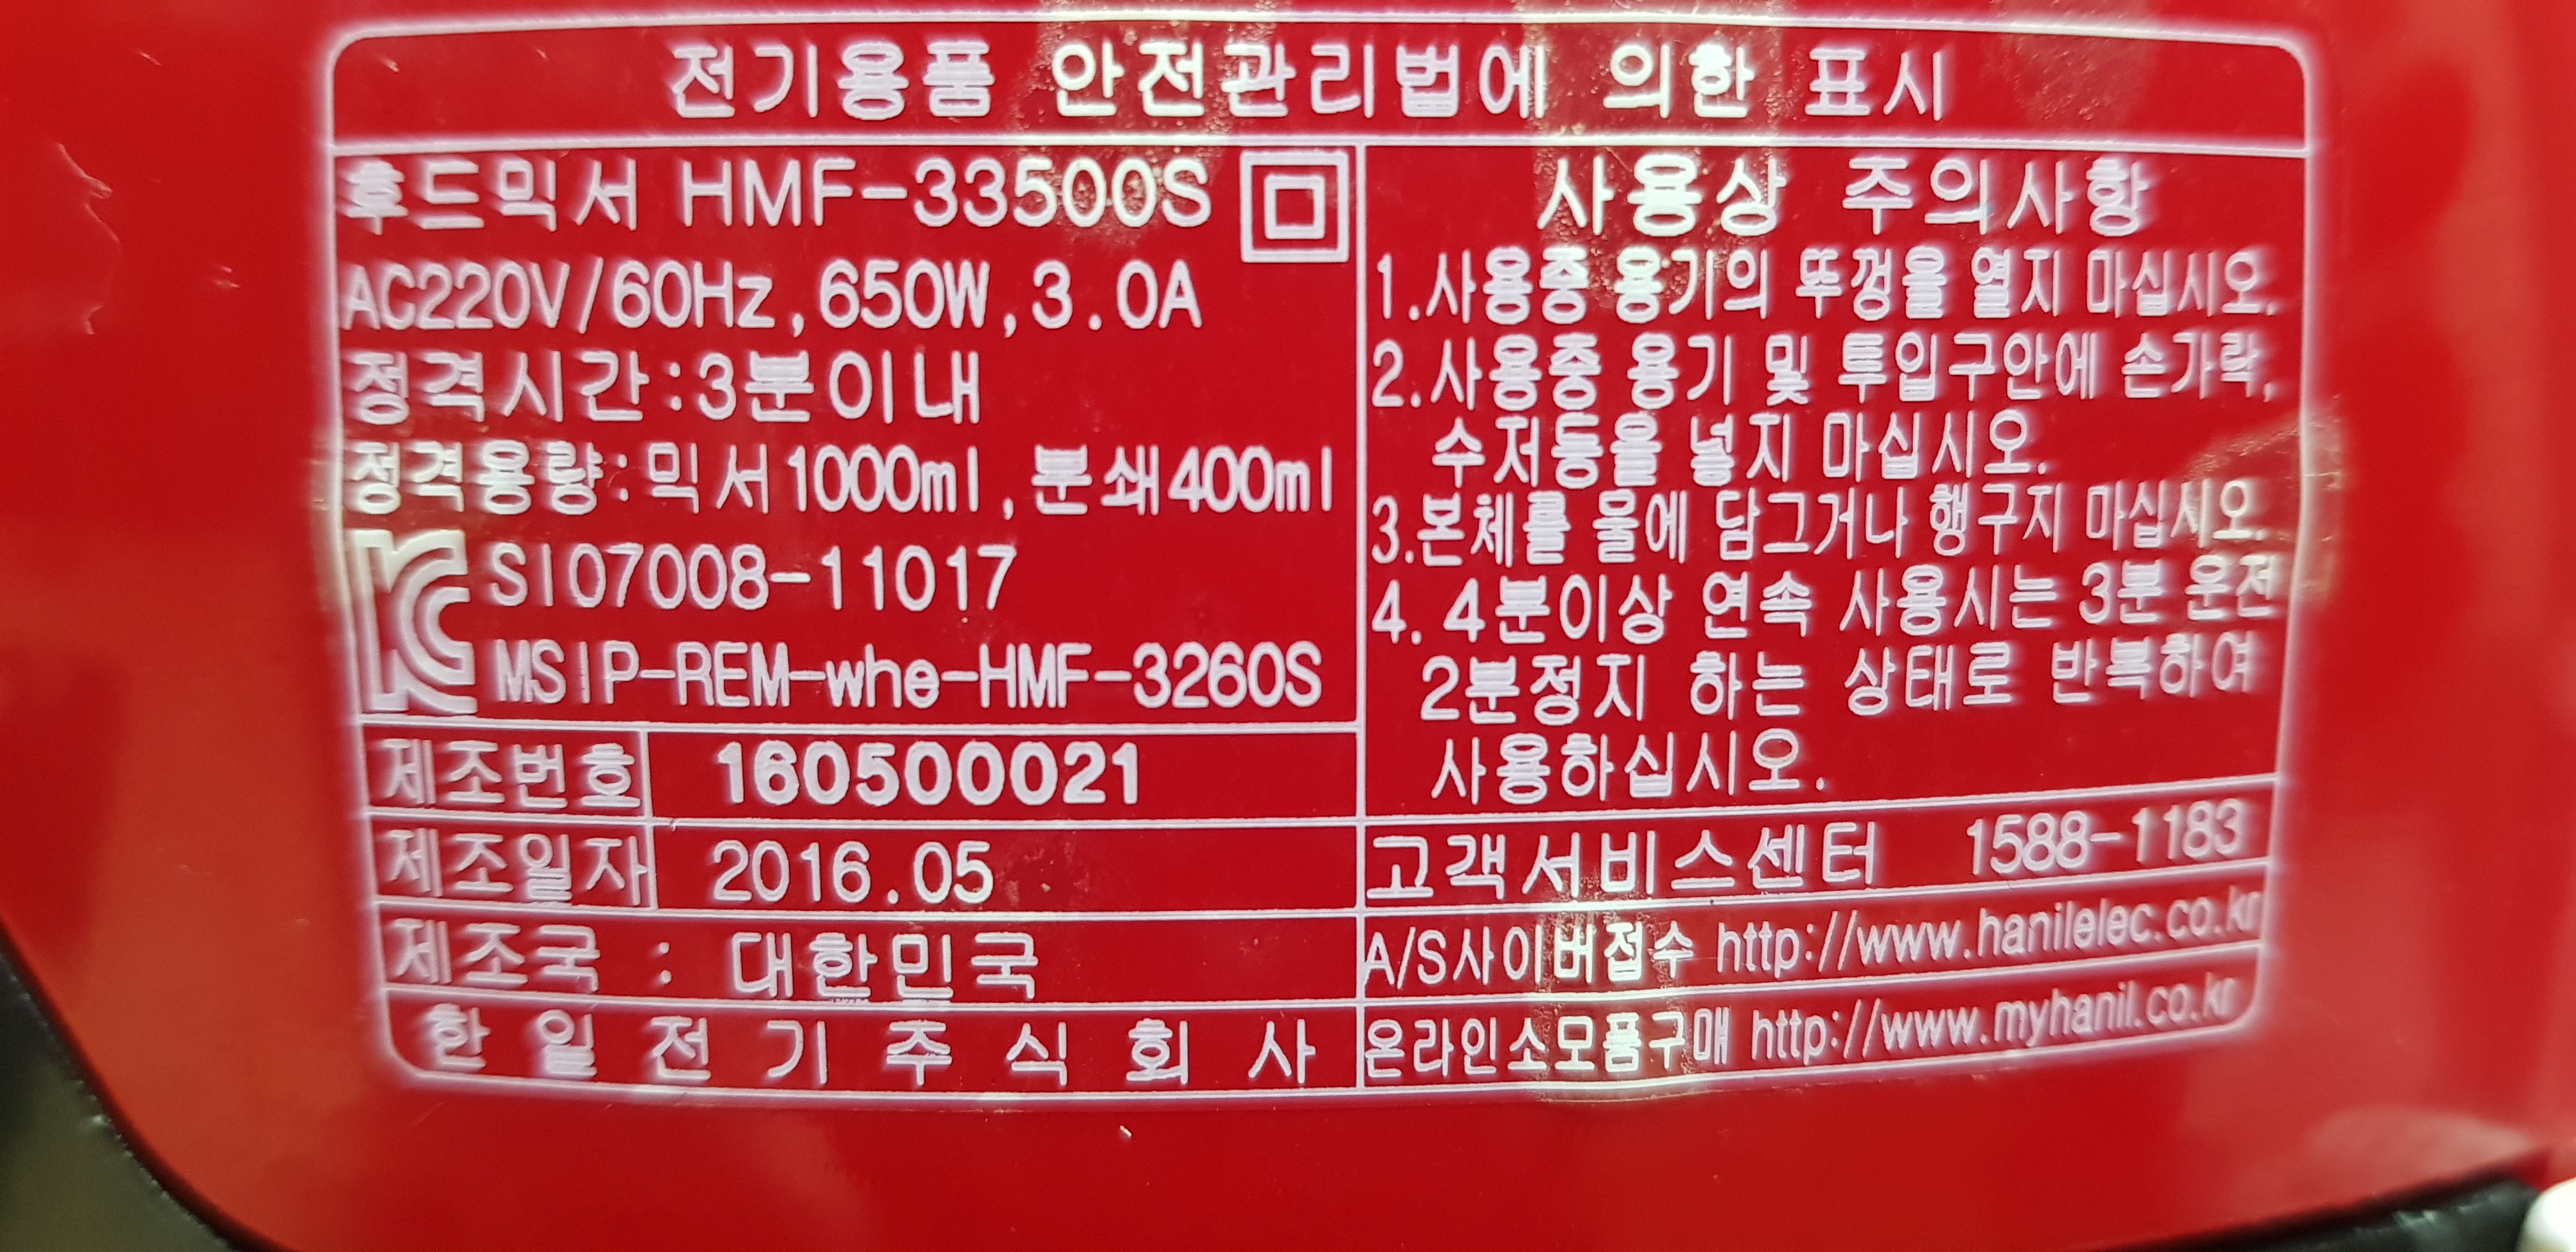 전기용품 안전관리법에 의한 표시
후드믹서 HMF-33500S
AC220V/60Hz,650W,3.0A
정격시간:3분이내
정격용량:믹서1000ml,분쇄400ml
SI07008-11017
MSIP-REM-whe-HMF-3260S
제조번호 160500021
제조일자 2016.05
제조국 : 대한민국
한일전기주식회사
사용상 주의사항
1.사용중 용기의 뚜껑을 열지 마십시오.
2.사용중 용기 및 투입구안에 손가락,
수저등을 넣지 마십시오.
3.본체를 물에 담그거나 행구지 마십시오.
4.4분이상 연속 사용시는 3분 운전
2분정지 하는 상태로 반복하여
사용하십시오.
고객서비스센터 1588-1183
A/S사이버접수 http://www.hanilelec.co.kr
온라인소모품구매 http://www.myhanil.co.kr